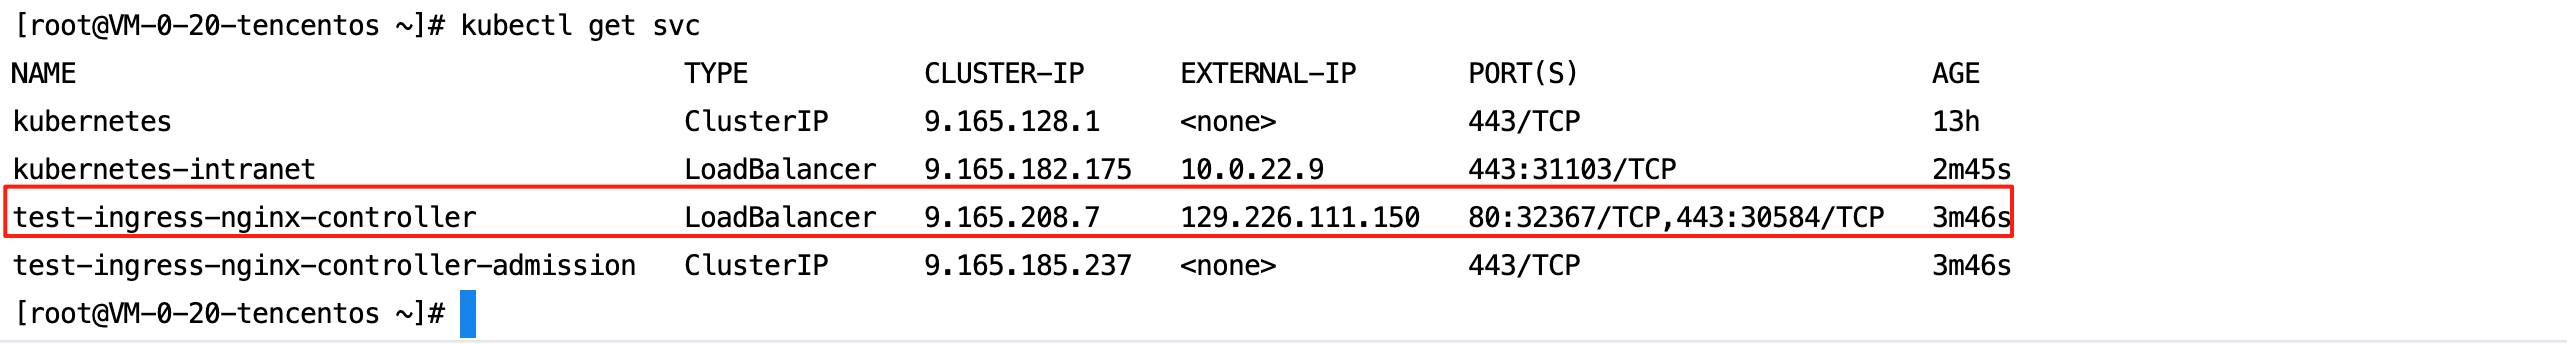 [root@VM-0-20-tencentos ~]# kubectl get svc
NAME TYPE CLUSTER-IP EXTERNAL-IP PORT(S) AGE
kubernetes ClusterIP 9.165.128.1 <none> 443/TCP 13h
kubernetes-intranet LoadBalancer 9.165.182.175 10.0.22.9 443:31103/TCP 2m45s
test-ingress-nginx-controller LoadBalancer 9.165.208.7 129.226.111.150 80:32367/TCP,443:30584/TCP 3m46s
test-ingress-nginx-controller-admission ClusterIP 9.165.185.237 <none> 443/TCP 3m46s
[root@VM-0-20-tencentos ~]#